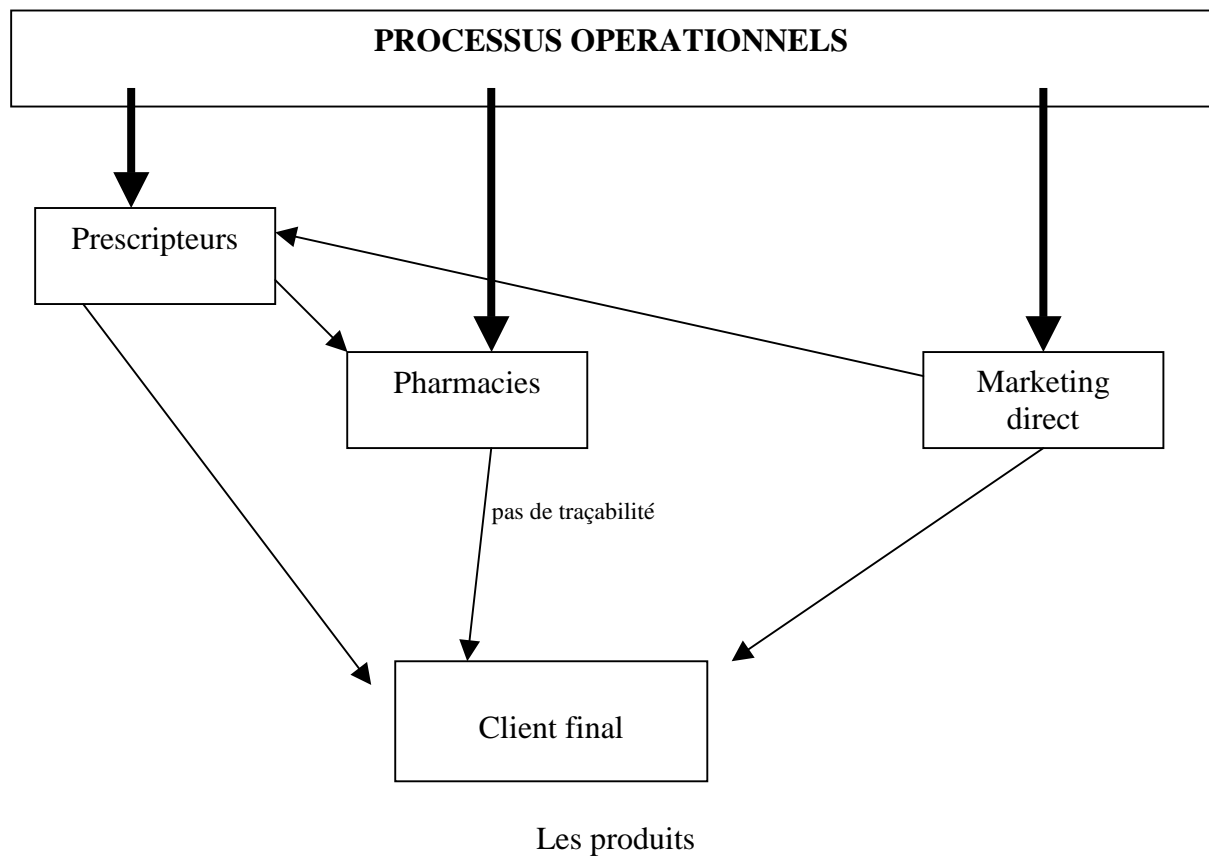 PROCESSUS OPERATIONNELS
Prescripteurs
Pharmacies
Marketing
direct
pas de traçabilité
Client final
Les produits